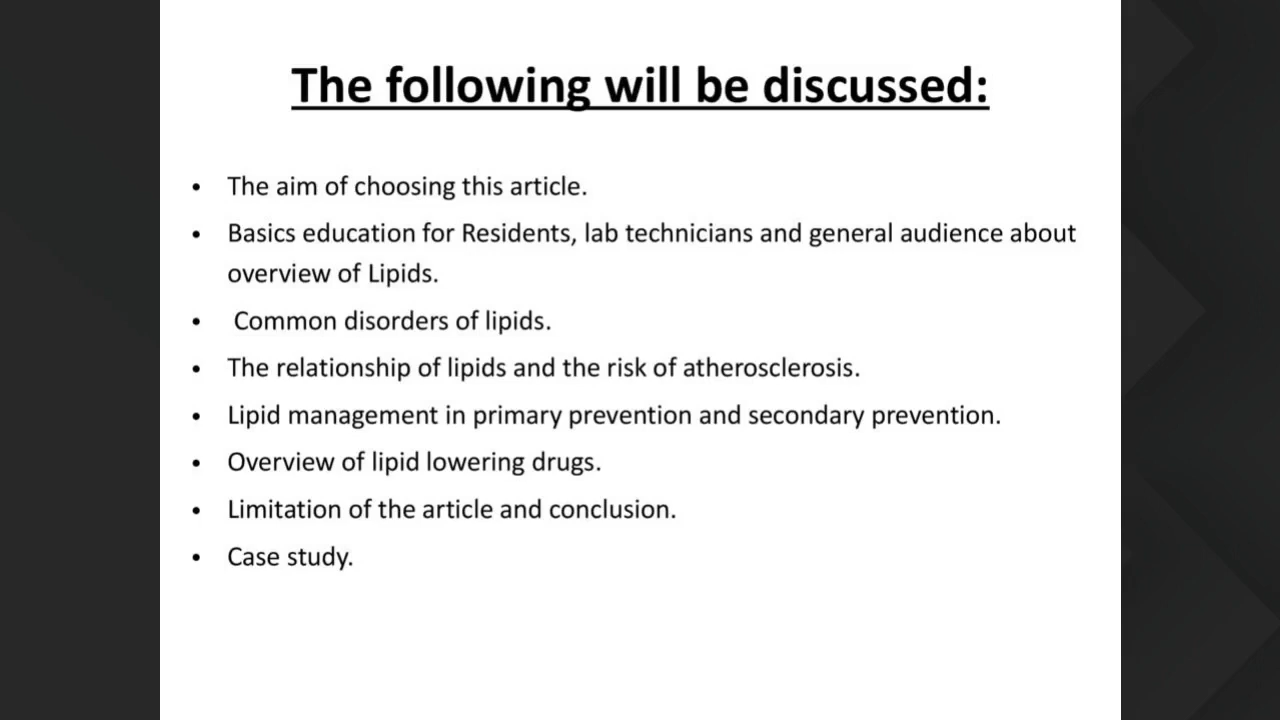 The following will be discussed:
• The aim of choosing this article.
• Basics education for Residents, lab technicians and general audience about
overview of Lipids.
• Common disorders of lipids.
• The relationship of lipids and the risk of atherosclerosis.
• Lipid management in primary prevention and secondary prevention.
• Overview of lipid lowering drugs.
• Limitation of the article and conclusion.
• Case study.